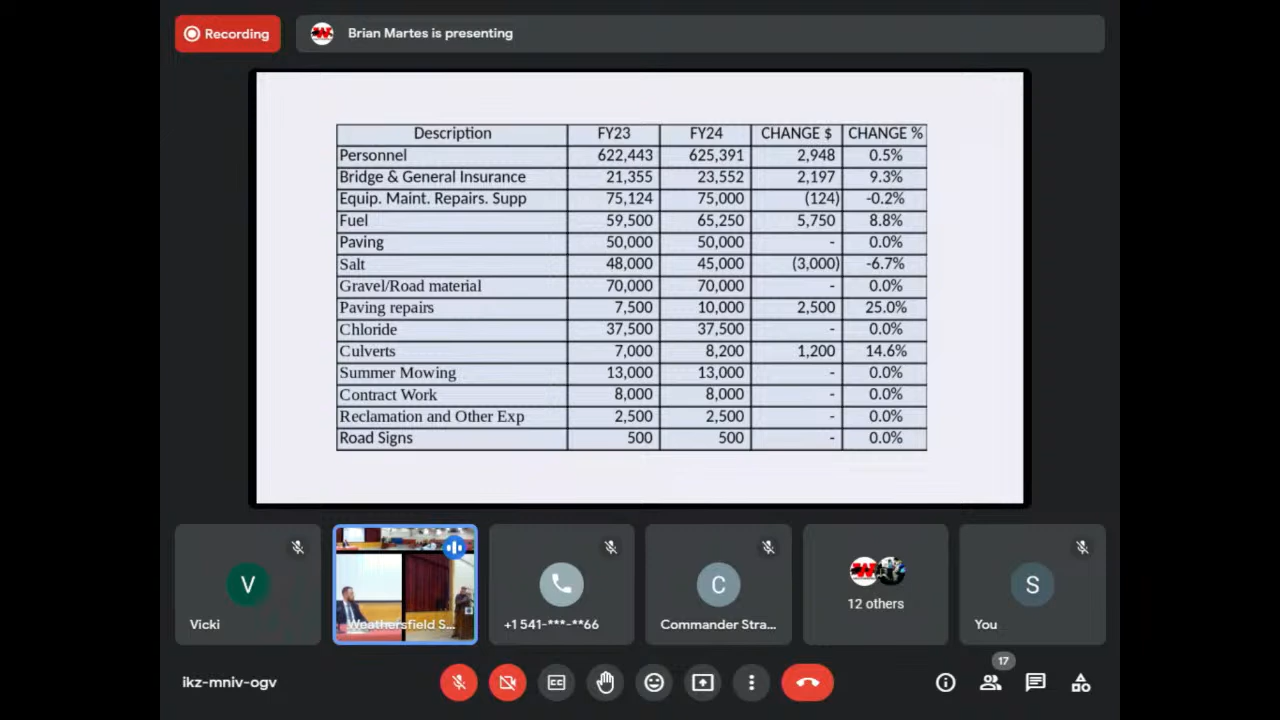 Recording
Brian Martes is presenting
Description FY23 FY24 CHANGE $ CHANGE %
Personnel 622,443 625,391 2,948 0.5%
Bridge & General Insurance 21,355 23,552 2,197 9.3%
Equip. Maint. Repairs. Supp 75,124 75,000 (124) -0.2%
Fuel 59,500 65,250 5,750 8.8%
Paving 50,000 50,000 - 0.0%
Salt 48,000 45,000 (3,000) -6.7%
Gravel/Road material 70,000 70,000 - 0.0%
Paving repairs 7,500 10,000 2,500 25.0%
Chloride 37,500 37,500 - 0.0%
Culverts 7,000 8,200 1,200 14.6%
Summer Mowing 13,000 13,000 - 0.0%
Contract Work 8,000 8,000 - 0.0%
Reclamation and Other Exp 2,500 2,500 - 0.0%
Road Signs 500 500 - 0.0%
V C S
12 others
Vicki Weathersfield S... +1 541-***-**66 Commander Stra... You
17
ikz-mniv-ogv
CC